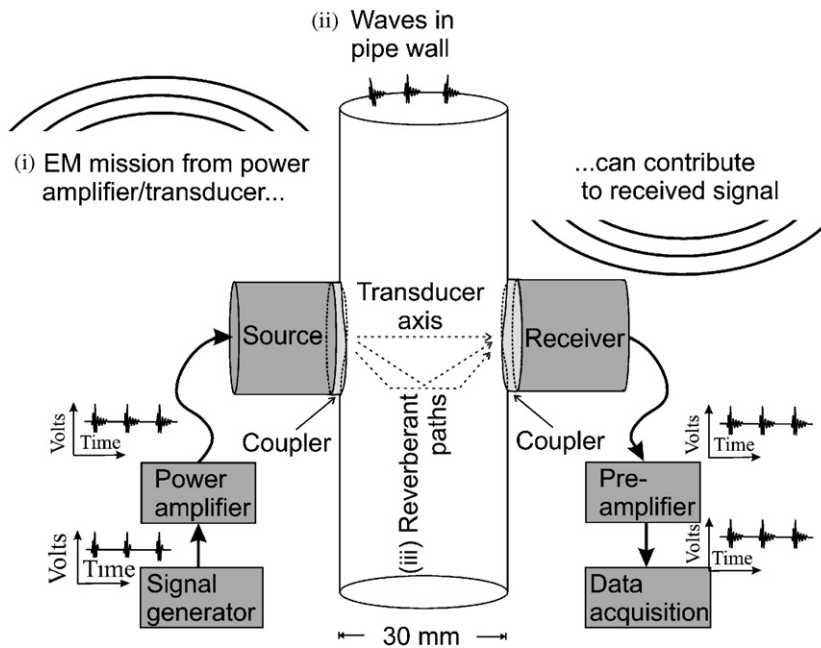 (ii) Waves in
pipe wall
(i) EM mission from power
amplifier/transducer...
...can contribute
to received signal
Transducer
axis
Source
Receiver
Coupler
Coupler
(iii) Reverberant
paths
Volts
Time
Power
amplifier
Volts
Time
Signal
generator
Volts
Time
Pre-
amplifier
Volts
Time
Data
acquisition
30 mm